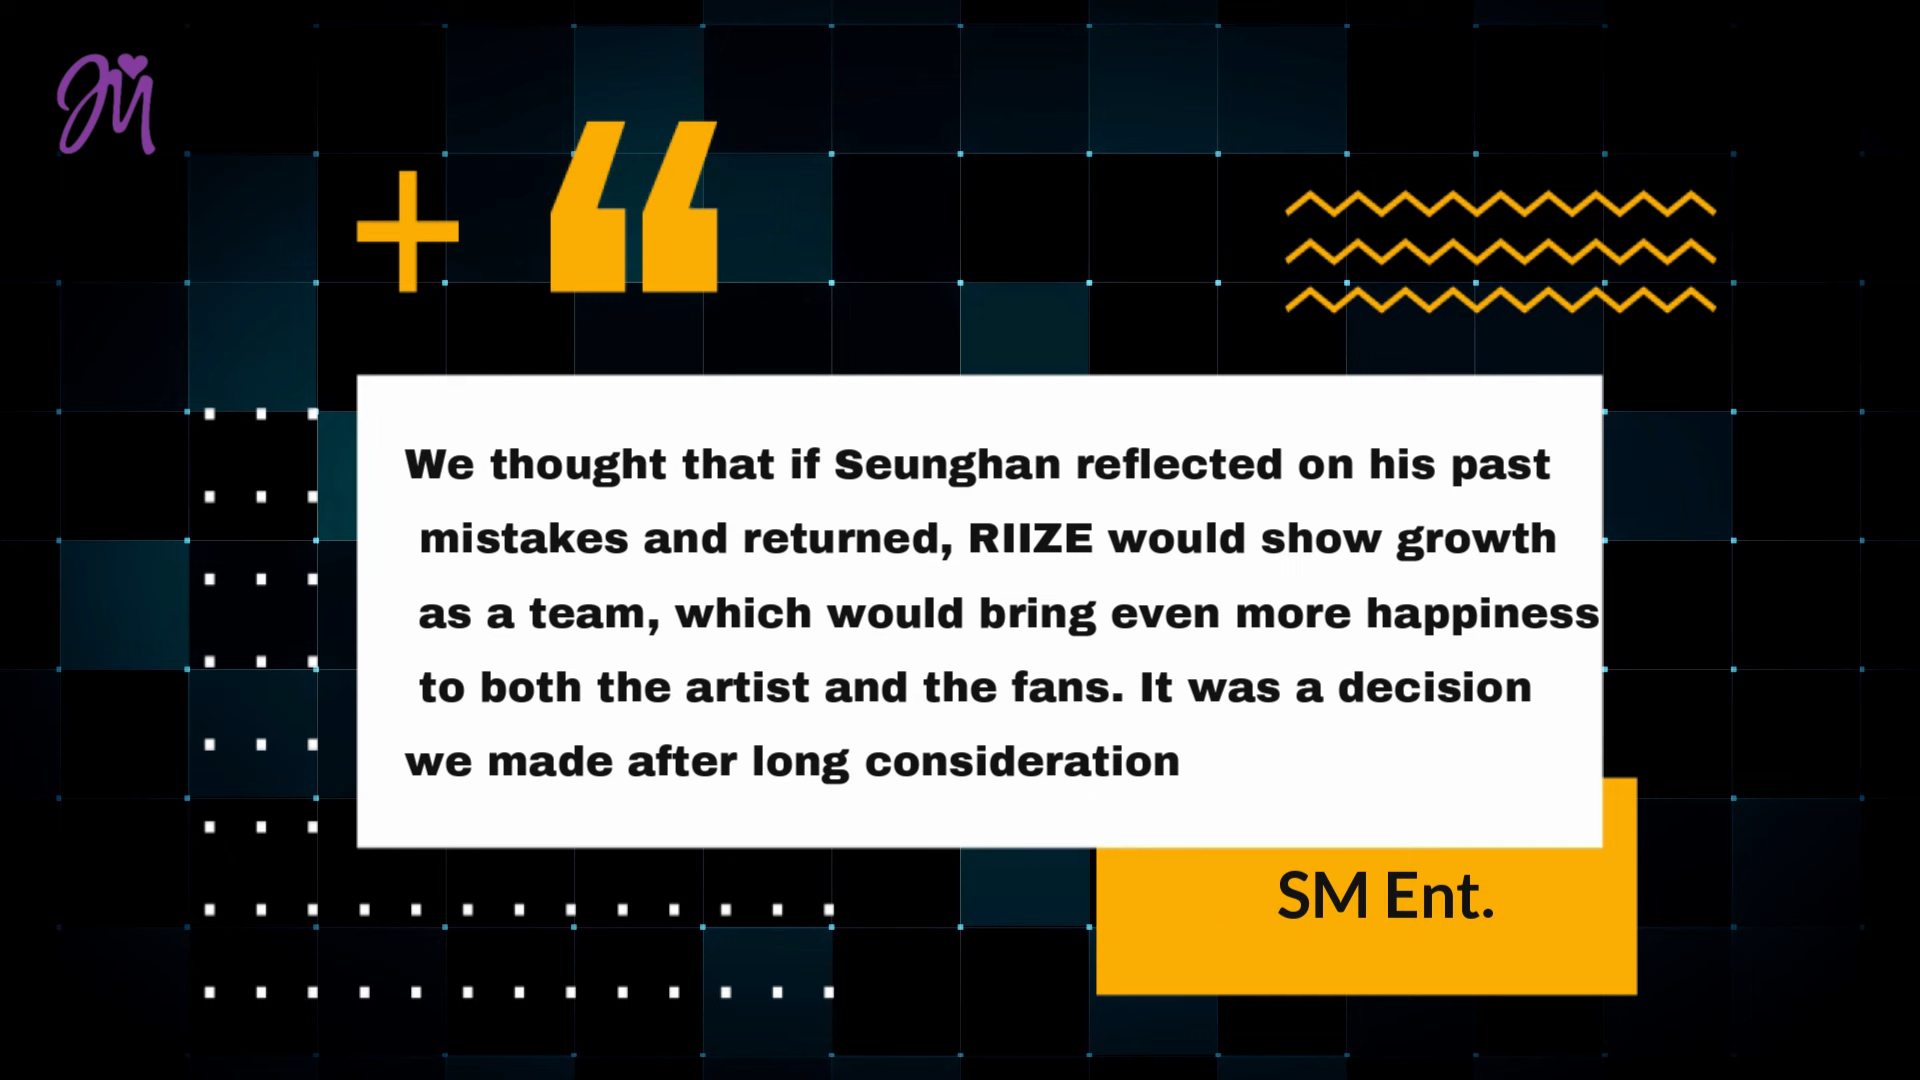 JM
“
We thought that if Seunghan reflected on his past
mistakes and returned, RIIZE would show growth
as a team, which would bring even more happiness
to both the artist and the fans. It was a decision
we made after long consideration
SM Ent.